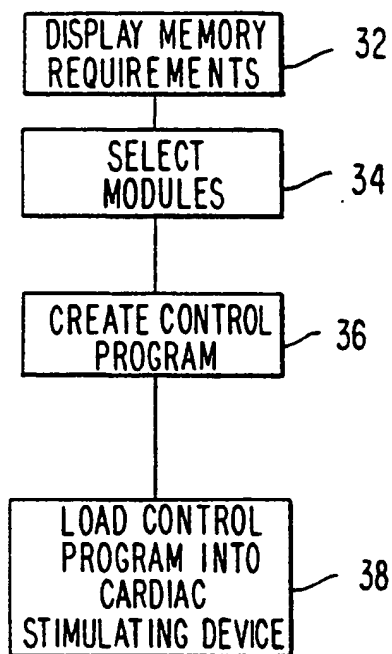 DISPLAY MEMORY
REQUIREMENTS
32
SELECT
MODULES
34
CREATE CONTROL
PROGRAM
36
LOAD CONTROL
PROGRAM INTO
CARDIAC
STIMULATING DEVICE
38